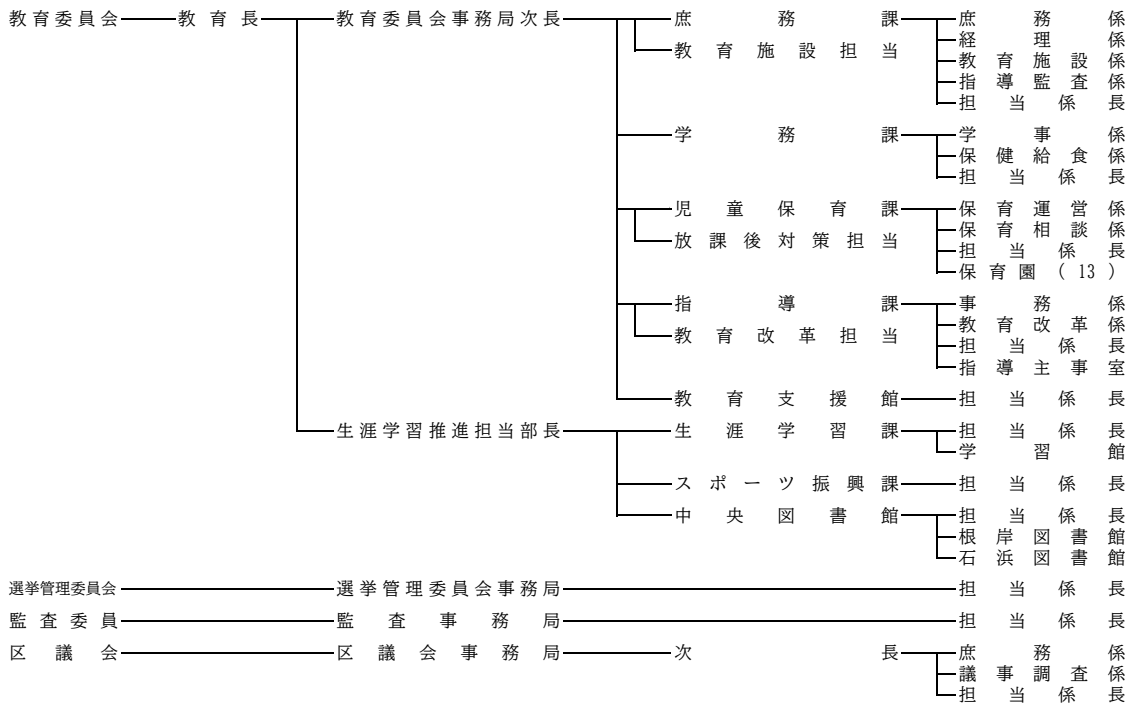 教育委員会 教育長 教育委員会事務局次長 庶務課 庶務係
経理係
教育施設担当 教育施設係
指導監査係
担当係長
学務課 学事係
保健給食係
担当係長
児童保育課 保育運営係
保育相談係
放課後対策担当 担当係長
保育園(13)
指導課 事務係
教育改革係
教育改革担当 担当係長
指導主事室
教育支援館 担当係長
生涯学習推進担当部長 生涯学習課 担当係長
学習館
スポーツ振興課 担当係長
中央図書館 担当係長
根岸図書館
石浜図書館
選挙管理委員会 選挙管理委員会事務局 担当係長
監査委員 監査事務局 担当係長
区議会 区議会事務局 次長 庶務係
議事調査係
担当係長